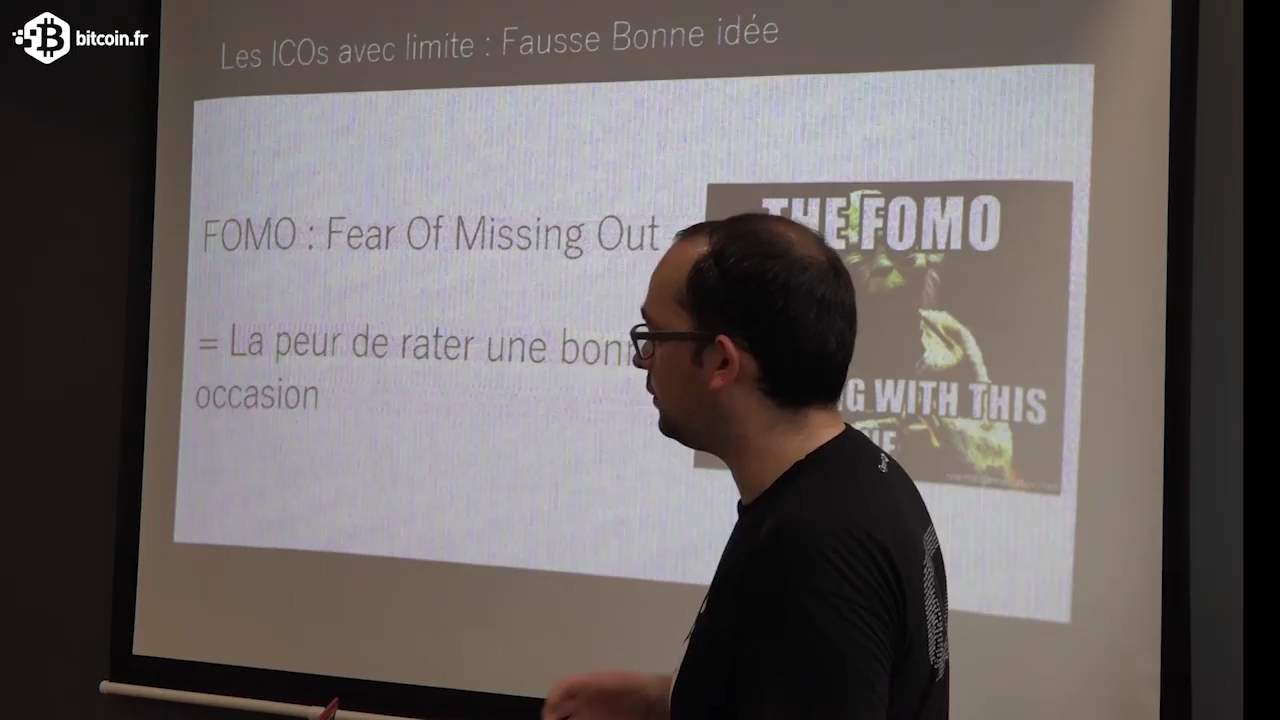 bitcoin.fr
Les ICOs avec limite : Fausse Bonne idée
FOMO : Fear Of Missing Out
= La peur de rater une
occasion
THE FOMO
WITH THIS